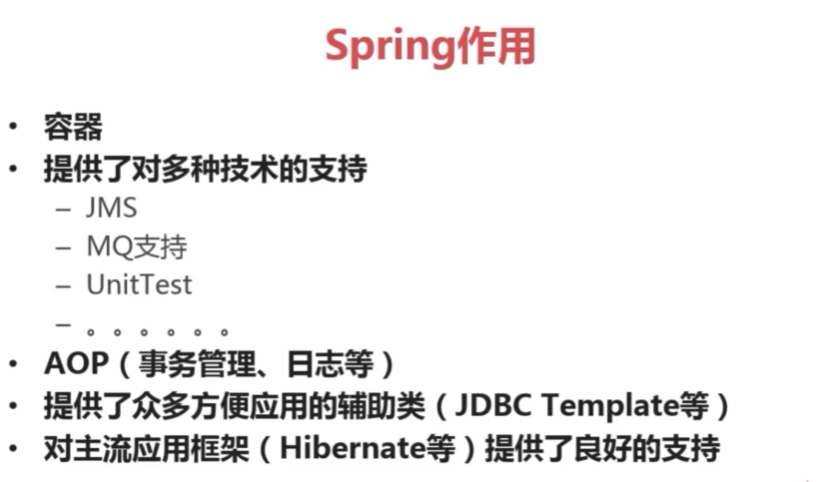 Spring作用
• 容器
• 提供了对多种技术的支持
– JMS
– MQ支持
– UnitTest
– 。。。。。。
• AOP（事务管理、日志等）
• 提供了众多方便应用的辅助类（JDBC Template等）
• 对主流应用框架（Hibernate等）提供了良好的支持